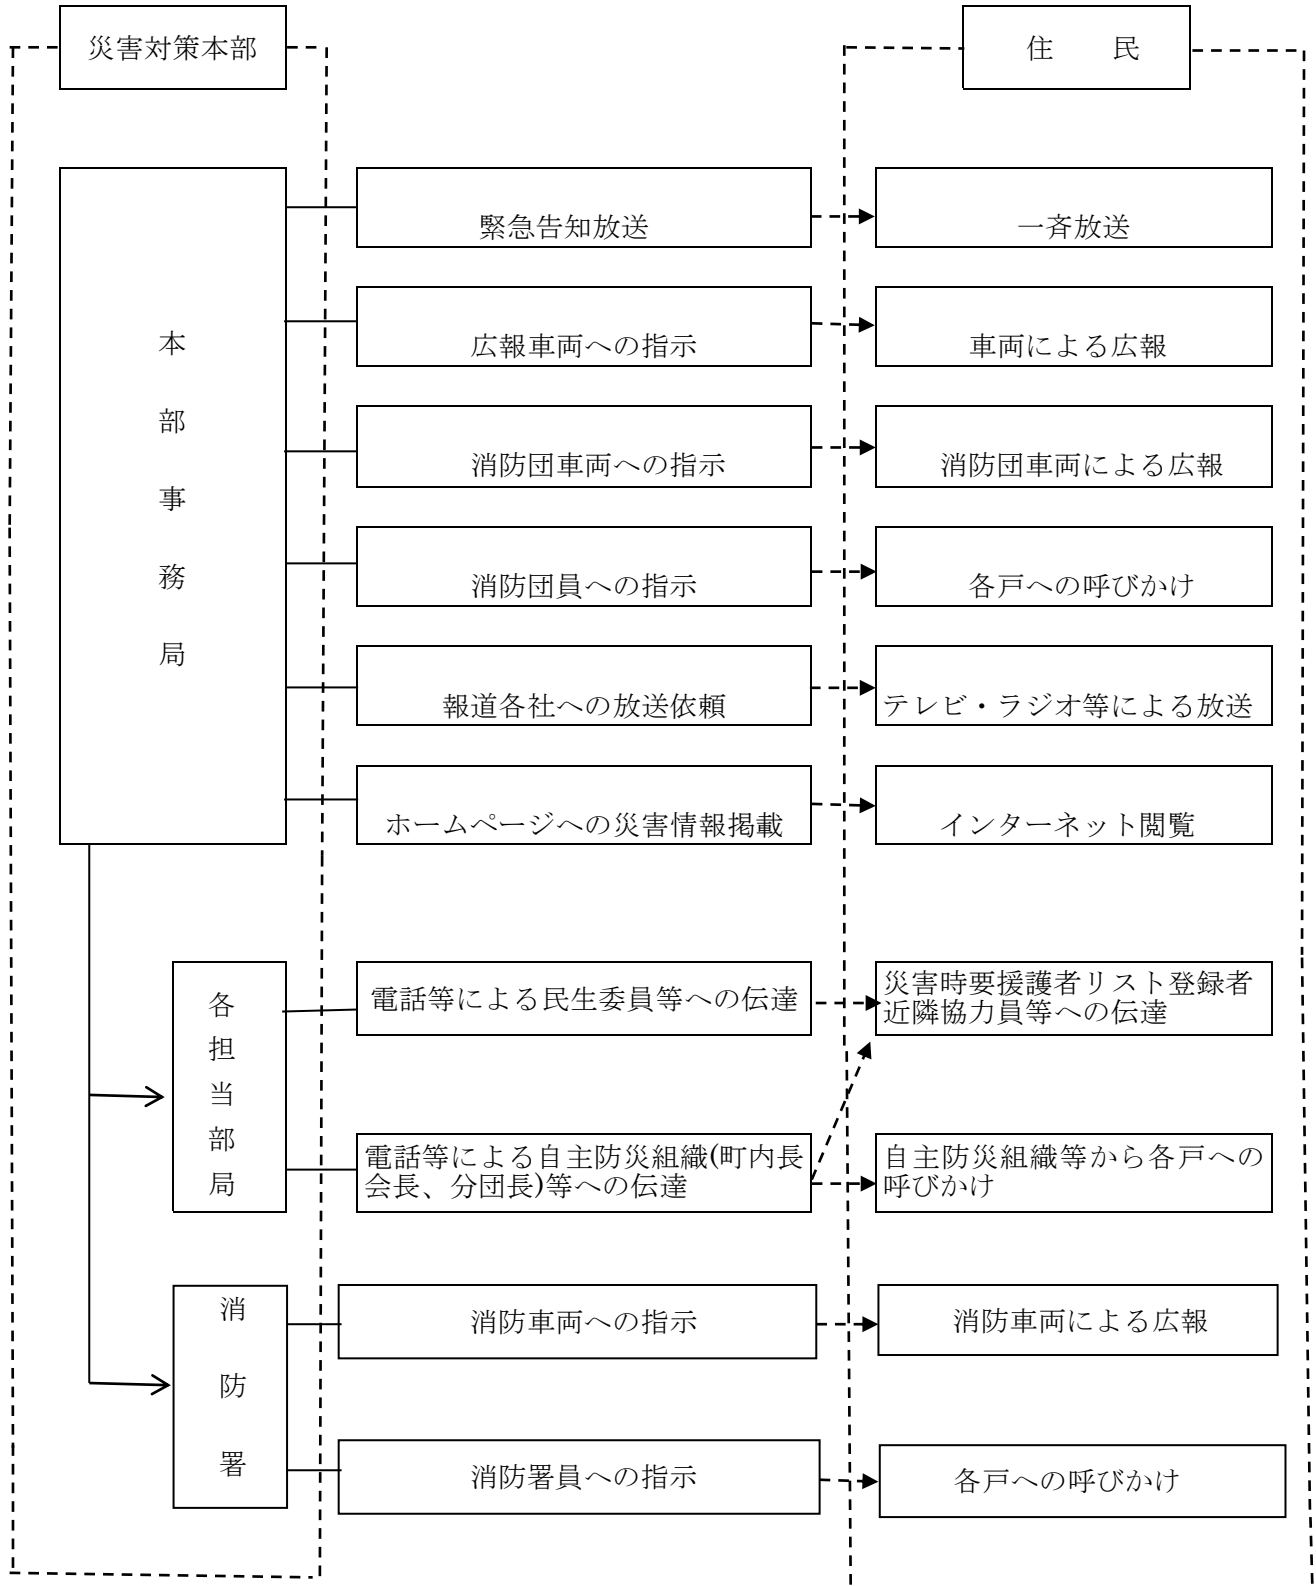 災害対策本部
住　　民
本部事務局
緊急告知放送
一斉放送
広報車両への指示
車両による広報
消防団車両への指示
消防団車両による広報
消防団員への指示
各戸への呼びかけ
報道各社への放送依頼
テレビ・ラジオ等による放送
ホームページへの災害情報掲載
インターネット閲覧
各担当部局
電話等による民生委員等への伝達
災害時要援護者リスト登録者
近隣協力員等への伝達
電話等による自主防災組織(町内長
会長、分団長)等への伝達
自主防災組織等から各戸への
呼びかけ
消防署
消防車両への指示
消防車両による広報
消防署員への指示
各戸への呼びかけ